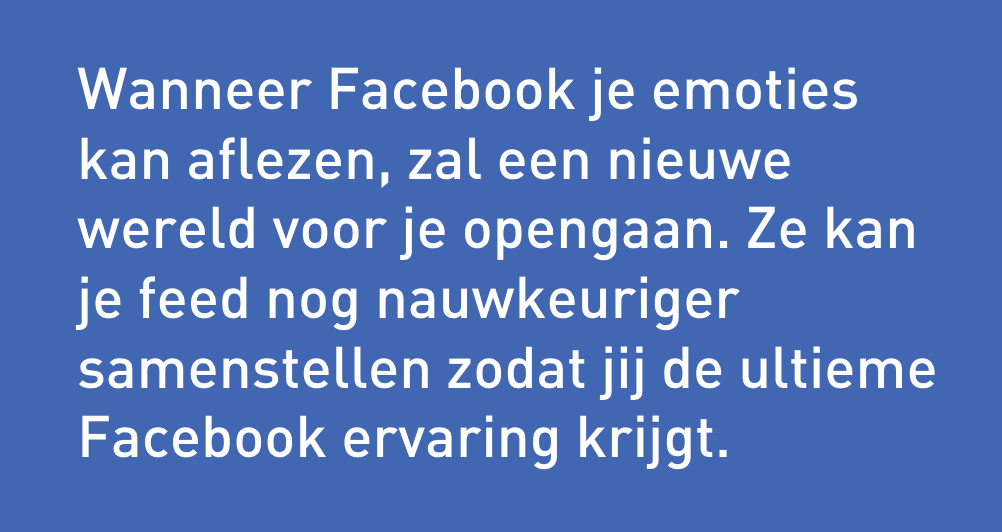 Wanneer Facebook je emoties
kan aflezen, zal een nieuwe
wereld voor je opengaan. Ze kan
je feed nog nauwkeuriger
samenstellen zodat jij de ultieme
Facebook ervaring krijgt.